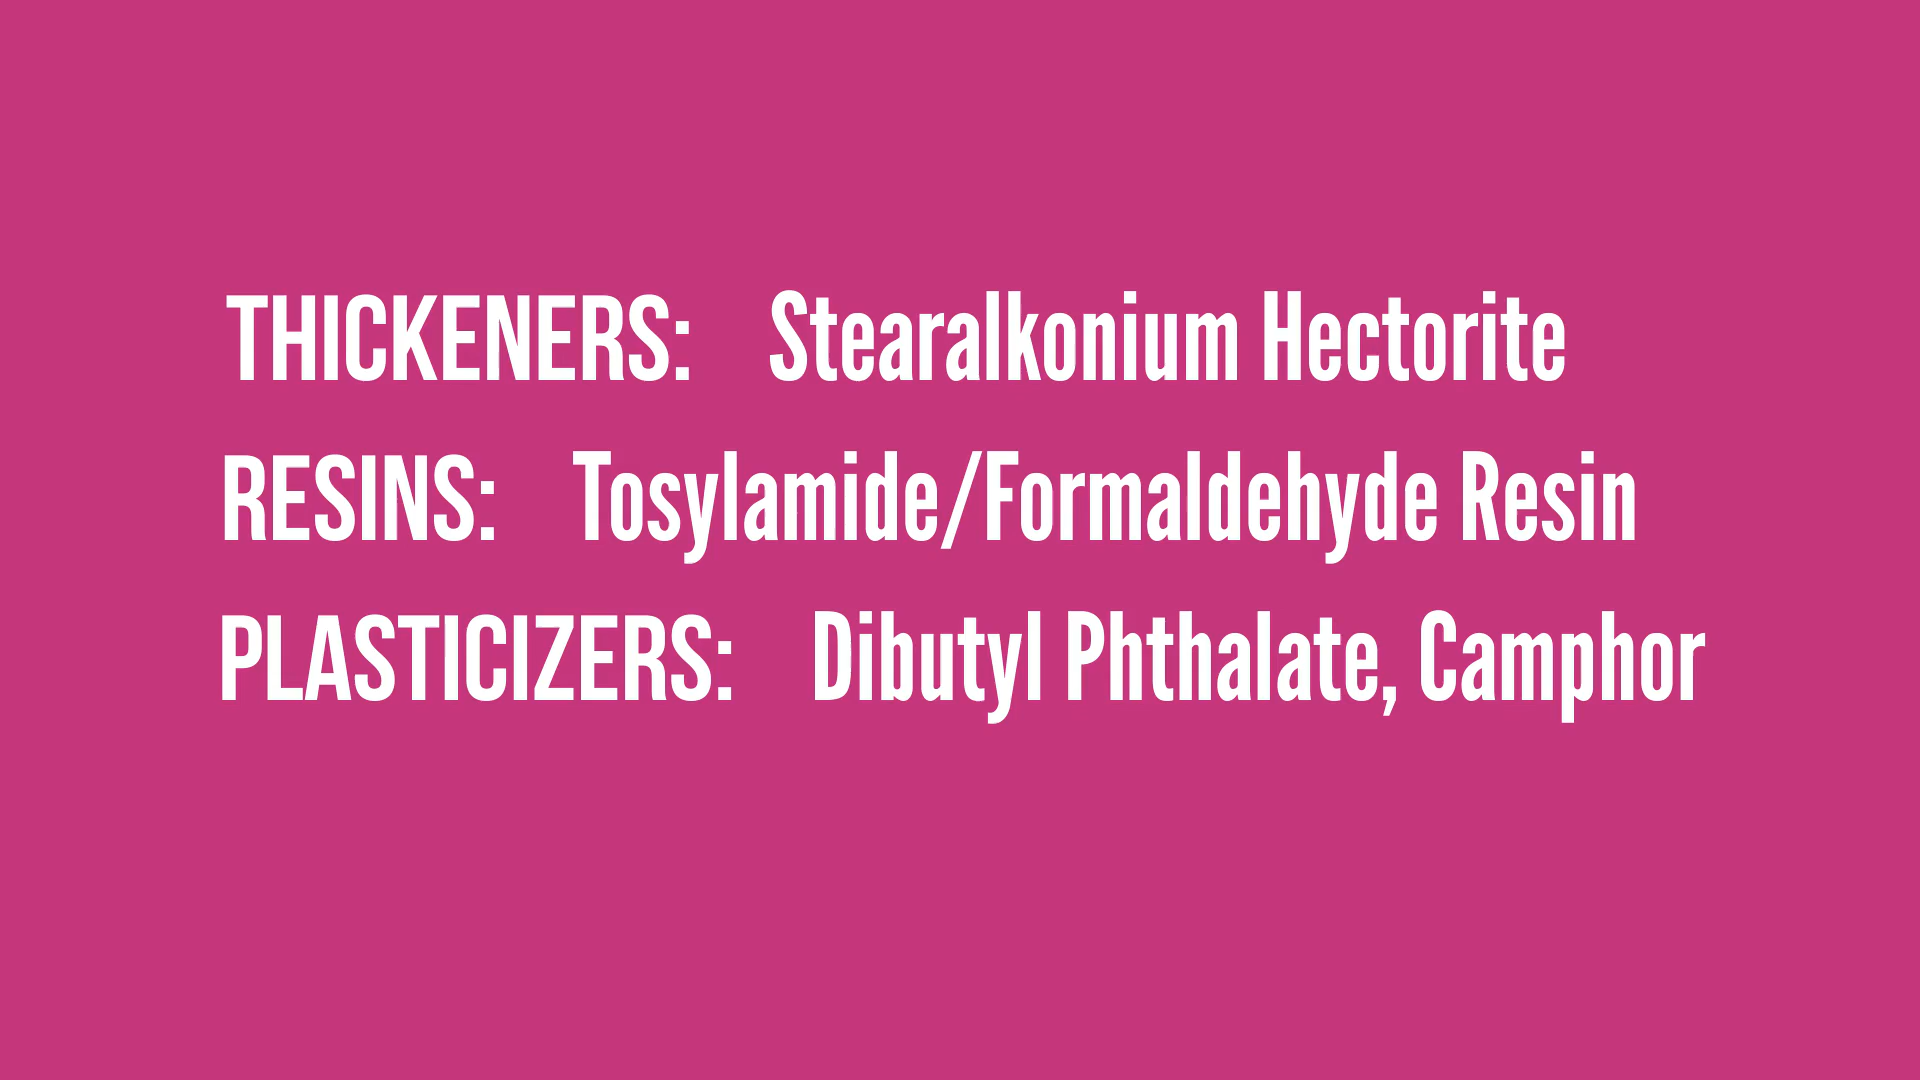 THICKENERS: Stearalkonium Hectorite
RESINS: Tosylamide/Formaldehyde Resin
PLASTICIZERS: Dibutyl Phthalate, Camphor